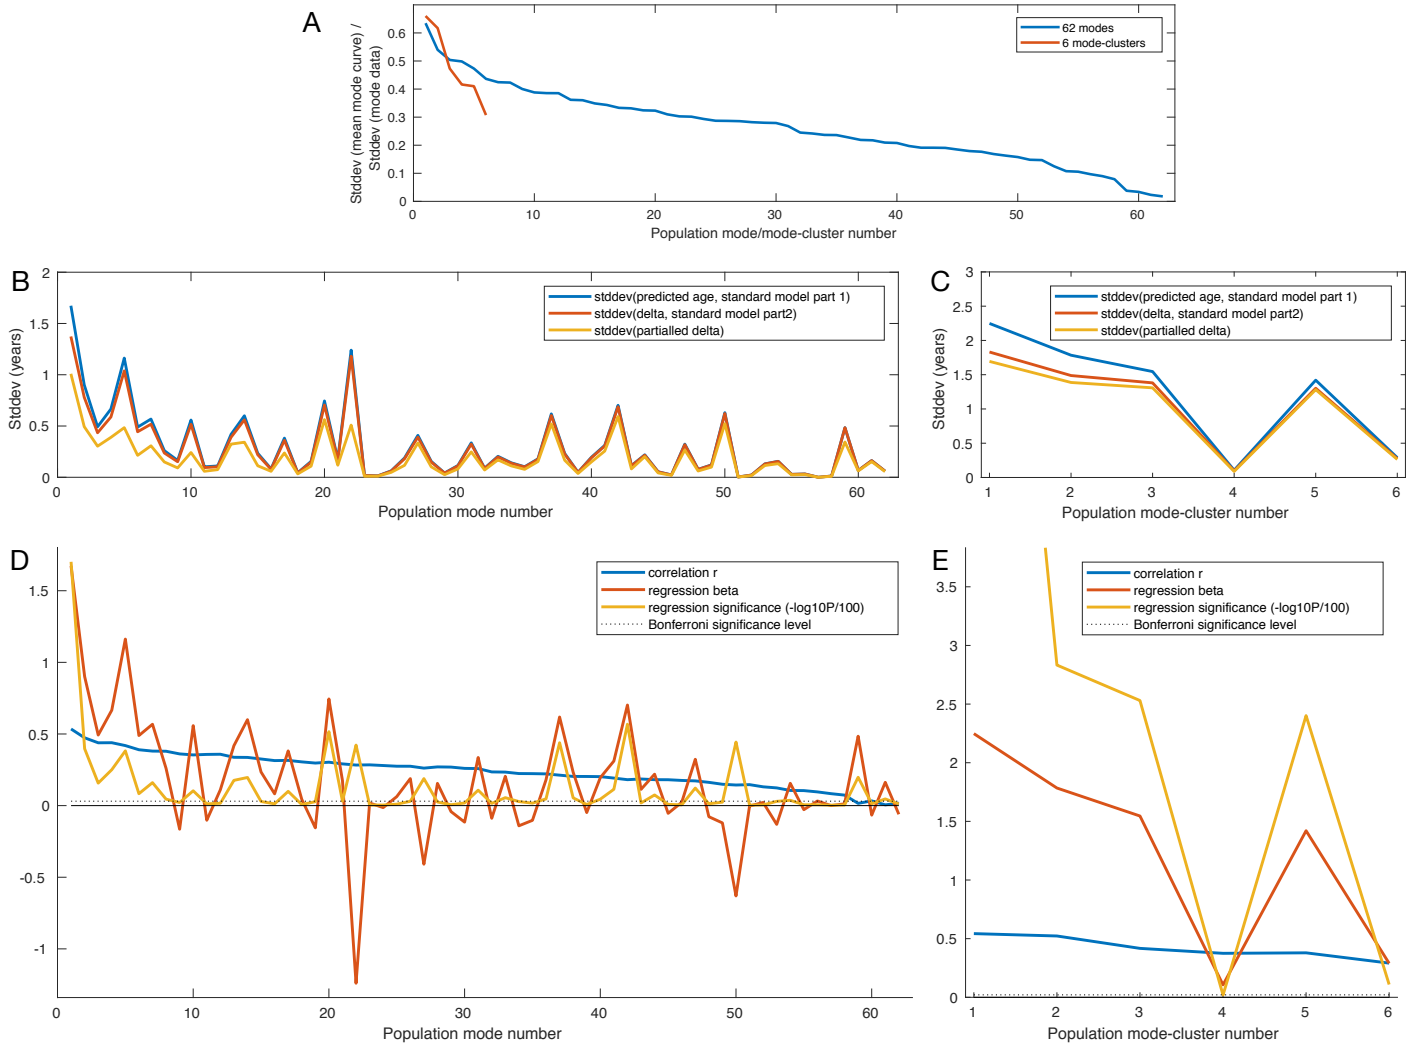 A
Stddev (mean mode curve) /
Stddev (mode data)
0.6
0.5
0.4
0.3
0.2
0.1
0
62 modes
6 mode-clusters
0
10
20
30
40
50
60
Population mode/mode-cluster number
B
Stddev (years)
2
1.5
1
0.5
0
stddev(predicted age, standard model part 1)
stddev(delta, standard model part2)
stddev(partialled delta)
0
10
20
30
40
50
60
Population mode number
C
Stddev (years)
3
2.5
2
1.5
1
0.5
0
stddev(predicted age, standard model part 1)
stddev(delta, standard model part2)
stddev(partialled delta)
1
2
3
4
5
6
Population mode-cluster number
D
1.5
1
0.5
0
-0.5
-1
correlation r
regression beta
regression significance (-log10P/100)
Bonferroni significance level
0
10
20
30
40
50
60
Population mode number
E
3.5
3
2.5
2
1.5
1
0.5
0
correlation r
regression beta
regression significance (-log10P/100)
Bonferroni significance level
1
2
3
4
5
6
Population mode-cluster number